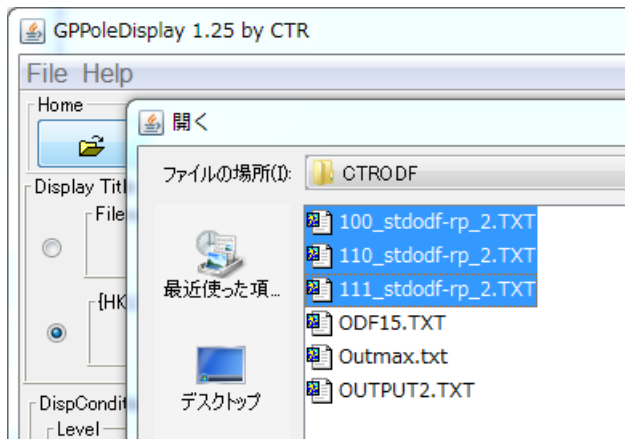 GPPoleDisplay 1.25 by CTR
File Help
Home
開く
ファイルの場所(I):
CTRODF
Display Titl
File
{HK
DispCondit
Level
最近使った項...
デスクトップ
100_stdodf-rp_2.TXT
110_stdodf-rp_2.TXT
111_stdodf-rp_2.TXT
ODF15.TXT
Outmax.txt
OUTPUT2.TXT